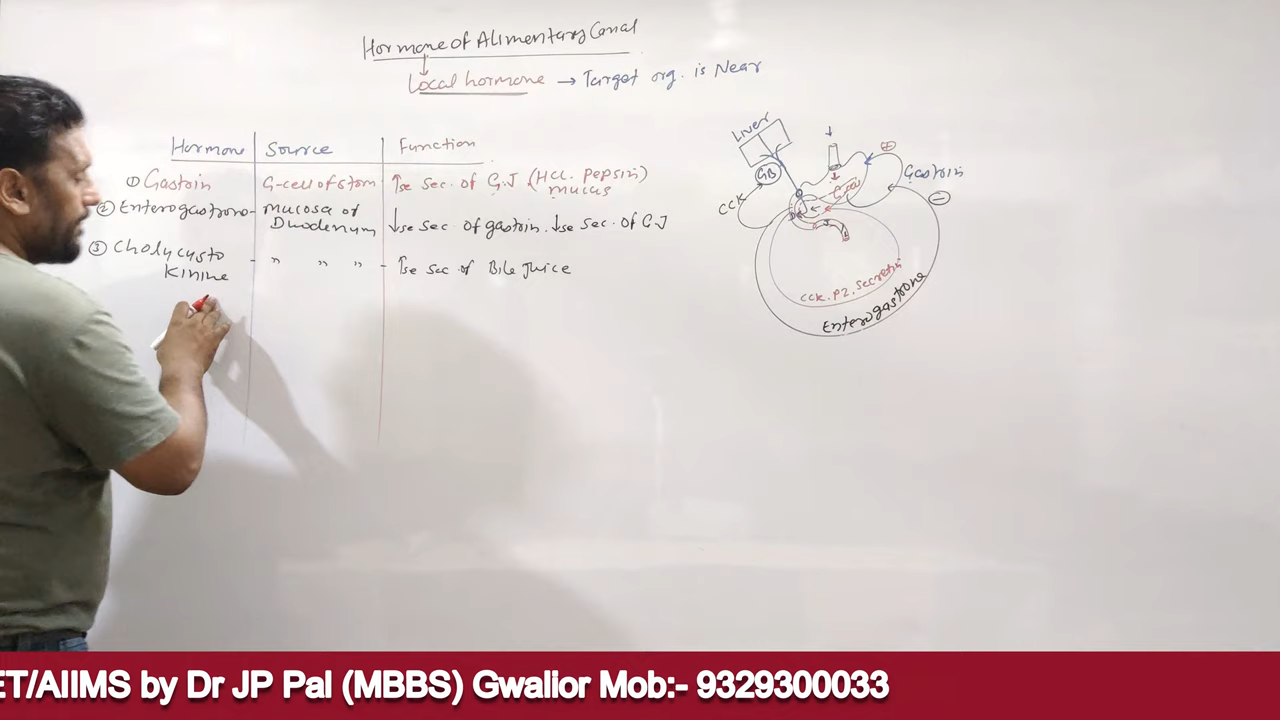 Hormone of Alimentary Canal
Local hormone → Target org. is Near
Hormone Source Function
① Gastrin G-cell of stom ↑se sec. of G.J (HCl. Pepsin)
mucus
② Enterogastrone- mucosa of
Duodenum ↓se sec of gastrin. ↓se sec. of G.J
③ Cholycysto
Kinine - " " " - ↑se sec of Bile Juice
Liver
GB
CCK
+
Gastrin
−
CCK. PZ. Secretin
Enterogastrone
ET/AIIMS by Dr JP Pal (MBBS) Gwalior Mob:- 9329300033